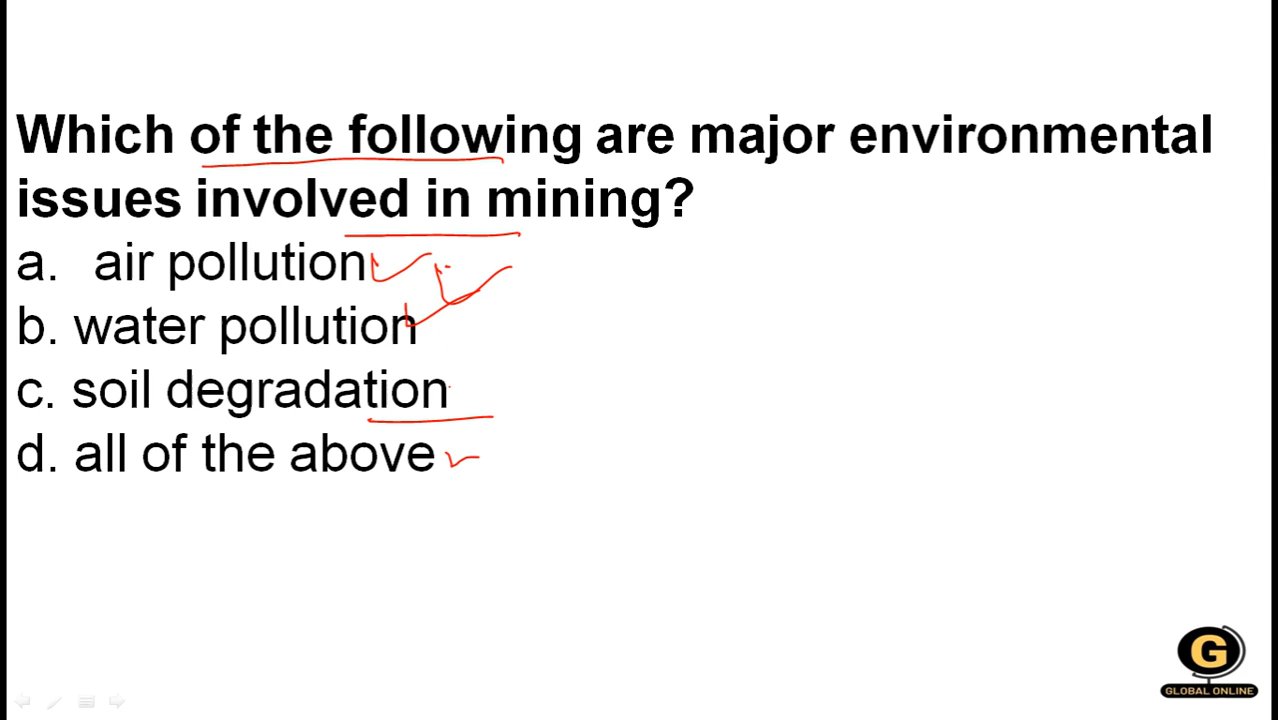 Which of the following are major environmental
issues involved in mining?
a. air pollution
b. water pollution
c. soil degradation
d. all of the above
G
GLOBAL ONLINE